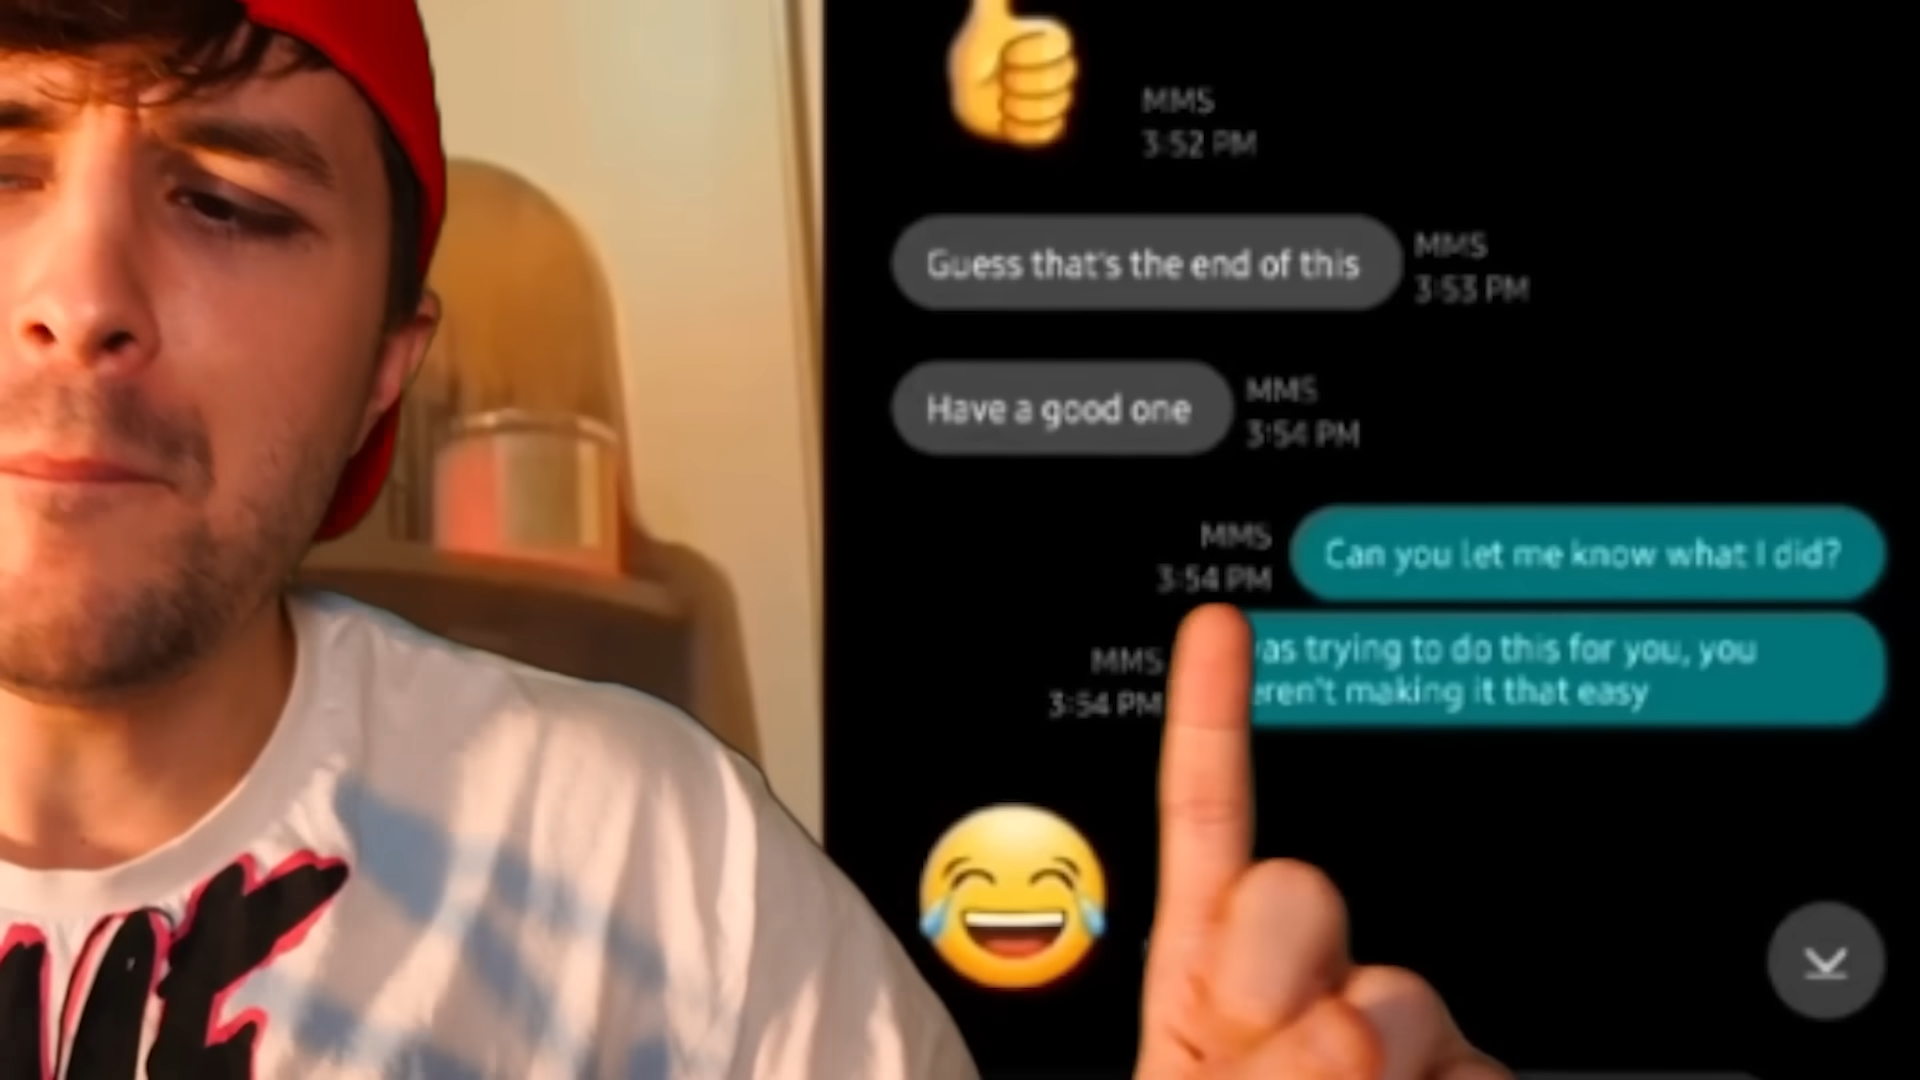 MMS
3:52 PM
Guess that's the end of this
MMS
3:53 PM
Have a good one
MMS
3:54 PM
MMS
3:54 PM
Can you let me know what I did?
MMS
3:54 PM
trying to do this for you, you
making it that easy